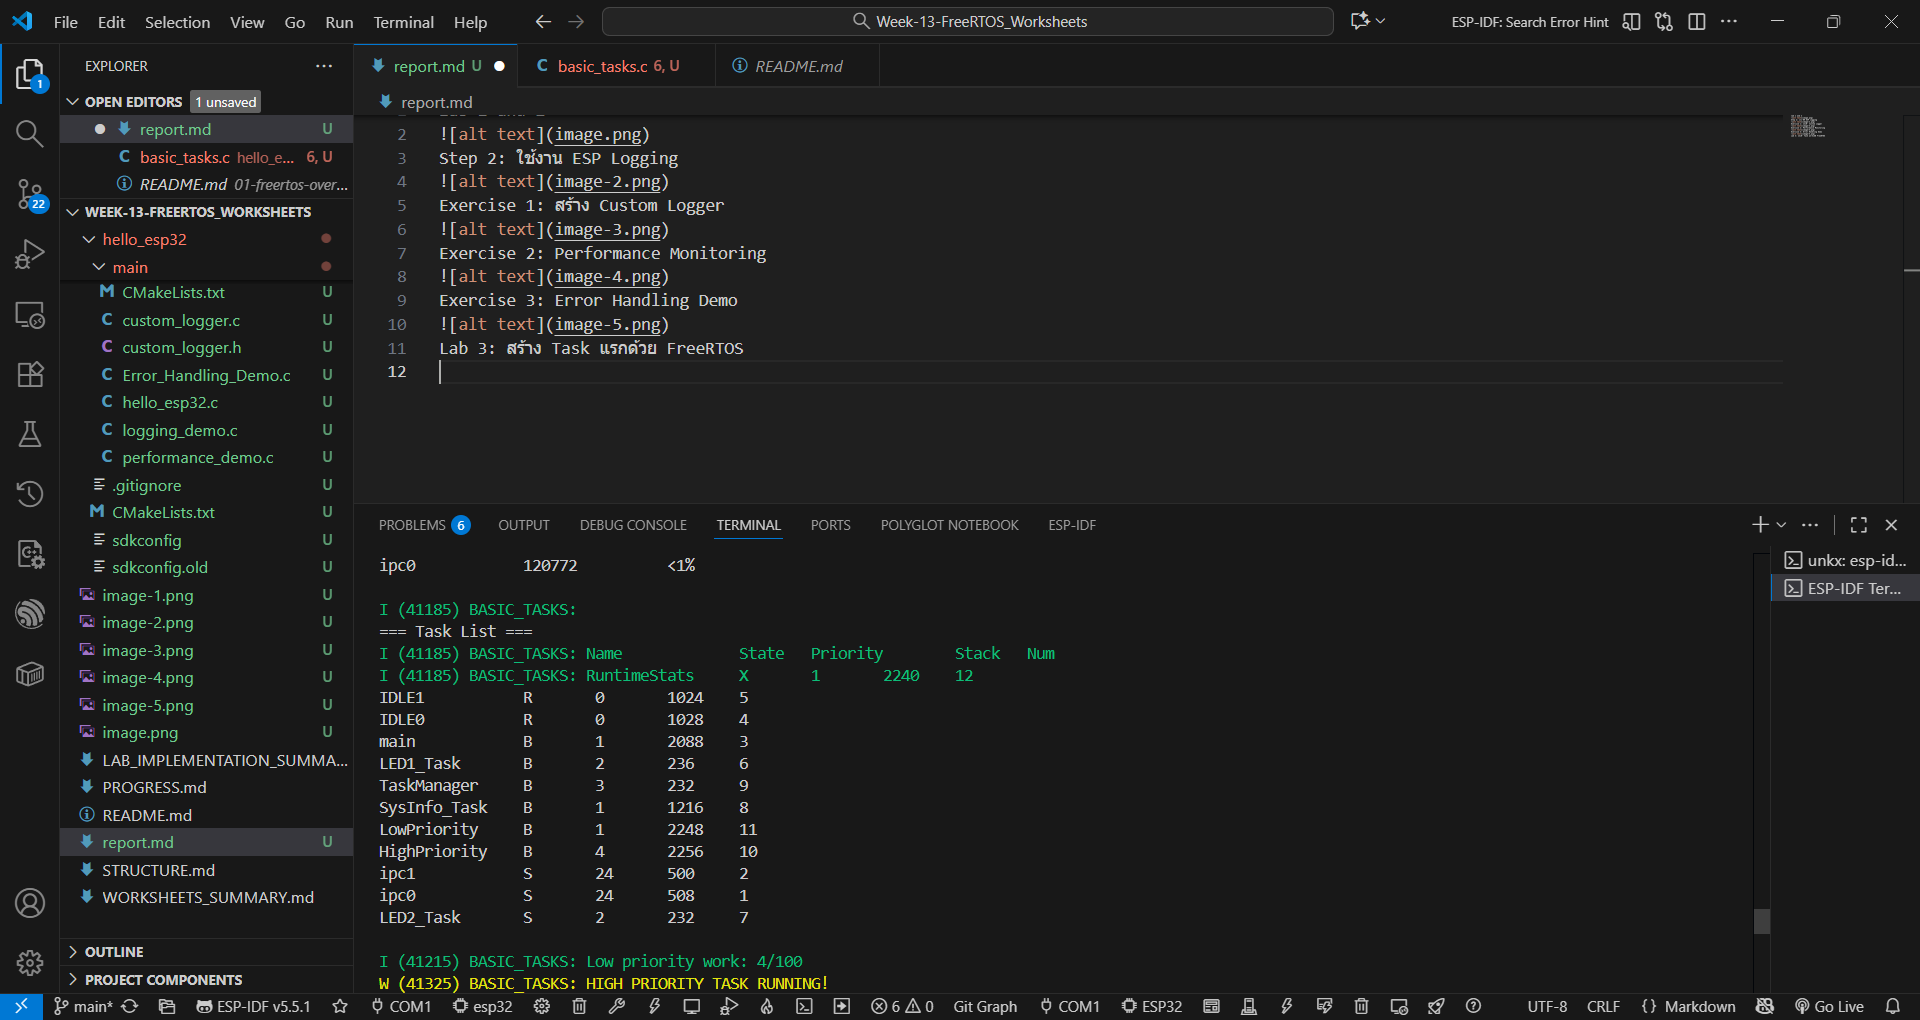 File Edit Selection View Go Run Terminal Help
Week-13-FreeRTOS_Worksheets
ESP-IDF: Search Error Hint
EXPLORER
OPEN EDITORS 1 unsaved
report.md U
basic_tasks.c hello_e... 6, U
README.md 01-freertos-over...
WEEK-13-FREERTOS_WORKSHEETS
hello_esp32
main
CMakeLists.txt U
custom_logger.c U
custom_logger.h U
Error_Handling_Demo.c U
hello_esp32.c U
logging_demo.c U
performance_demo.c U
.gitignore U
CMakeLists.txt U
sdkconfig U
sdkconfig.old U
image-1.png U
image-2.png U
image-3.png U
image-4.png U
image-5.png U
image.png U
LAB_IMPLEMENTATION_SUMMA...
PROGRESS.md
README.md
report.md U
STRUCTURE.md
WORKSHEETS_SUMMARY.md
OUTLINE
PROJECT COMPONENTS
1
22
report.md U
basic_tasks.c 6, U
README.md
report.md
2 ![alt text](image.png)
3 Step 2: ใช้งาน ESP Logging
4 ![alt text](image-2.png)
5 Exercise 1: สร้าง Custom Logger
6 ![alt text](image-3.png)
7 Exercise 2: Performance Monitoring
8 ![alt text](image-4.png)
9 Exercise 3: Error Handling Demo
10 ![alt text](image-5.png)
11 Lab 3: สร้าง Task แรกด้วย FreeRTOS
12
PROBLEMS 6 OUTPUT DEBUG CONSOLE TERMINAL PORTS POLYGLOT NOTEBOOK ESP-IDF
unkx: esp-id...
ESP-IDF Ter...
ipc0 120772 <1%
I (41185) BASIC_TASKS:
=== Task List ===
I (41185) BASIC_TASKS: Name State Priority Stack Num
I (41185) BASIC_TASKS: RuntimeStats X 1 2240 12
IDLE1 R 0 1024 5
IDLE0 R 0 1028 4
main B 1 2088 3
LED1_Task B 2 236 6
TaskManager B 3 232 9
SysInfo_Task B 1 1216 8
LowPriority B 1 2248 11
HighPriority B 4 2256 10
ipc1 S 24 500 2
ipc0 S 24 508 1
LED2_Task S 2 232 7
I (41215) BASIC_TASKS: Low priority work: 4/100
W (41325) BASIC_TASKS: HIGH PRIORITY TASK RUNNING!
main* ESP-IDF v5.5.1 COM1 esp32 6 0 Git Graph COM1 ESP32 UTF-8 CRLF {} Markdown Go Live